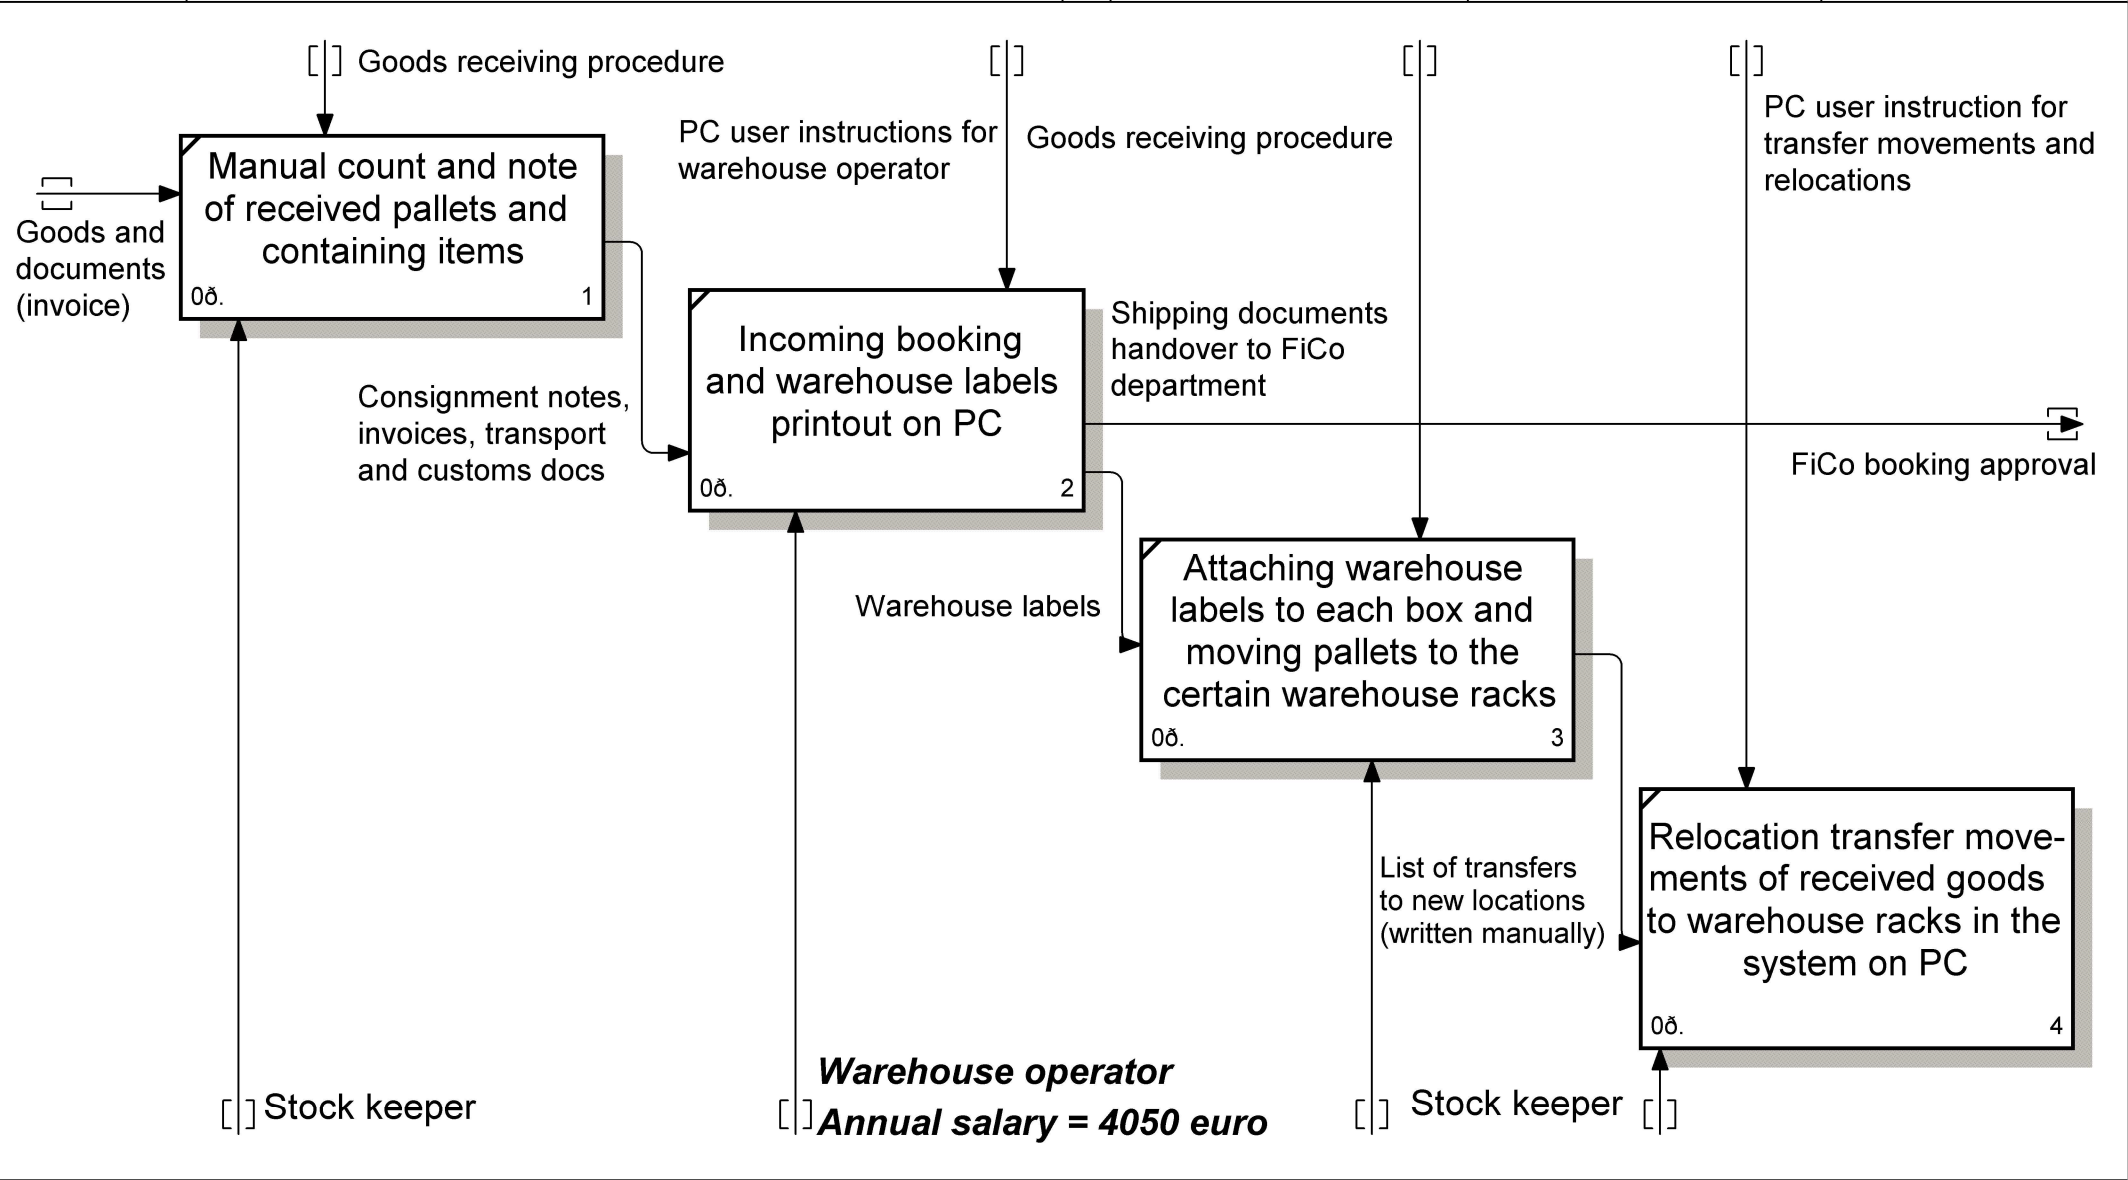 Goods receiving procedure
PC user instructions for
warehouse operator
Goods receiving procedure
PC user instruction for
transfer movements and
relocations
Goods and
documents
(invoice)
Manual count and note
of received pallets and
containing items
0ð.
1
Consignment notes,
invoices, transport
and customs docs
Incoming booking
and warehouse labels
printout on PC
0ð.
2
Shipping documents
handover to FiCo
department
FiCo booking approval
Warehouse labels
Attaching warehouse
labels to each box and
moving pallets to the
certain warehouse racks
0ð.
3
List of transfers
to new locations
(written manually)
Relocation transfer move-
ments of received goods
to warehouse racks in the
system on PC
0ð.
4
Stock keeper
Warehouse operator
Annual salary = 4050 euro
Stock keeper